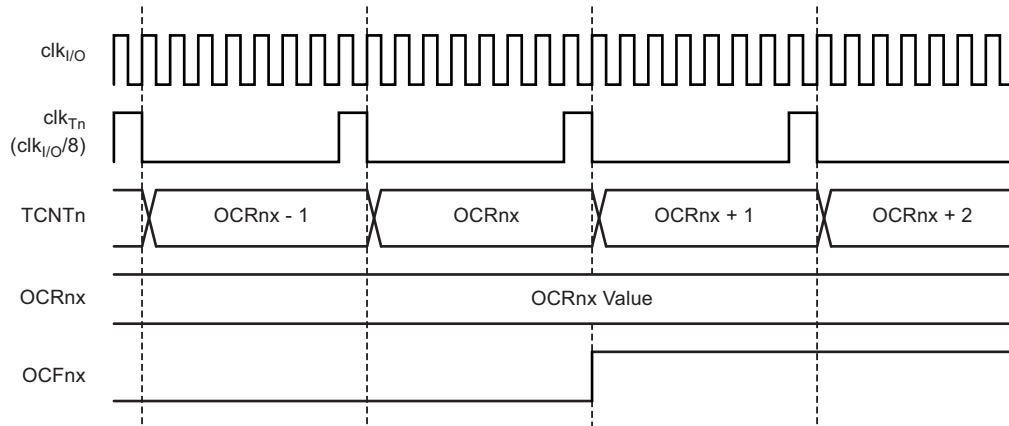 clkI/O
clkTn
(clkI/O/8)
TCNTn OCRnx - 1 OCRnx OCRnx + 1 OCRnx + 2
OCRnx OCRnx Value
OCFnx